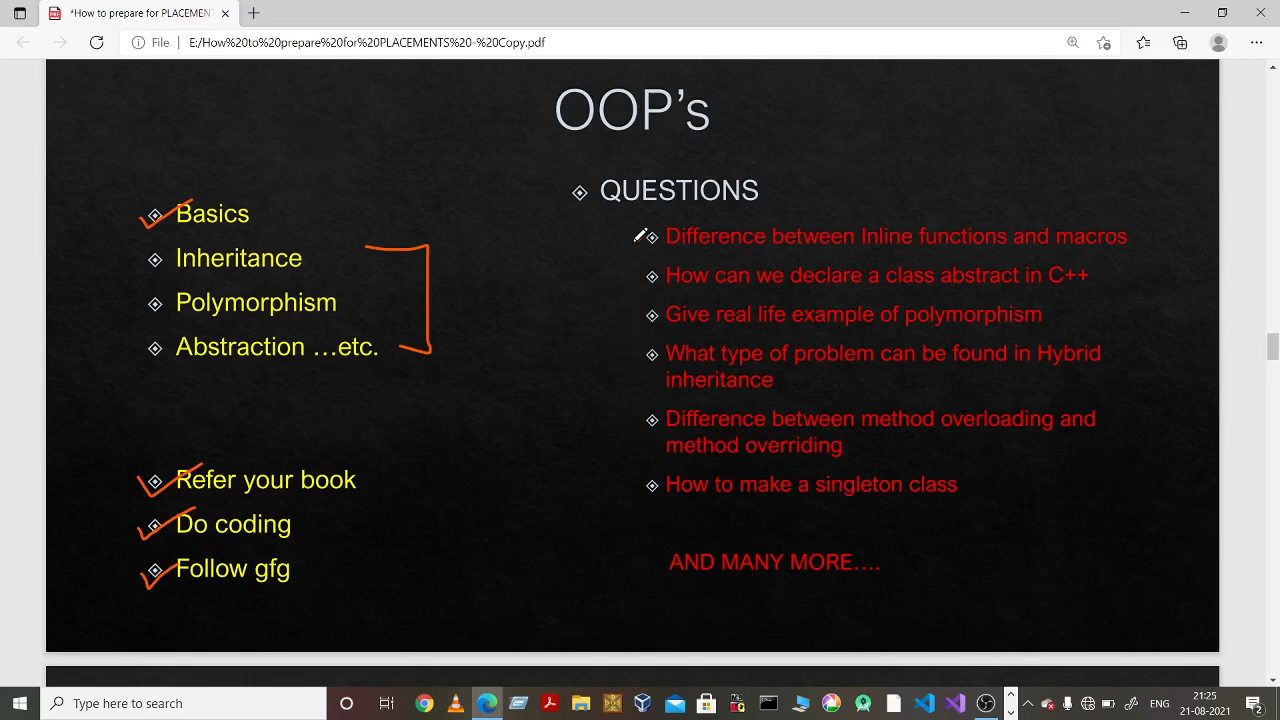 *How to prepare for PLACEMENTS
File
E:/How%20to%20prepare%20for%20PLACEMENTS%20-%20Copy.pdf
OOP's
Basics
Inheritance
Polymorphism
Abstraction …etc.
Refer your book
Do coding
Follow gfg
QUESTIONS
Difference between Inline functions and macros
How can we declare a class abstract in C++
Give real life example of polymorphism
What type of problem can be found in Hybrid
inheritance
Difference between method overloading and
method overriding
How to make a singleton class
AND MANY MORE….
Type here to search
ENG
21:25
21-08-2021
2